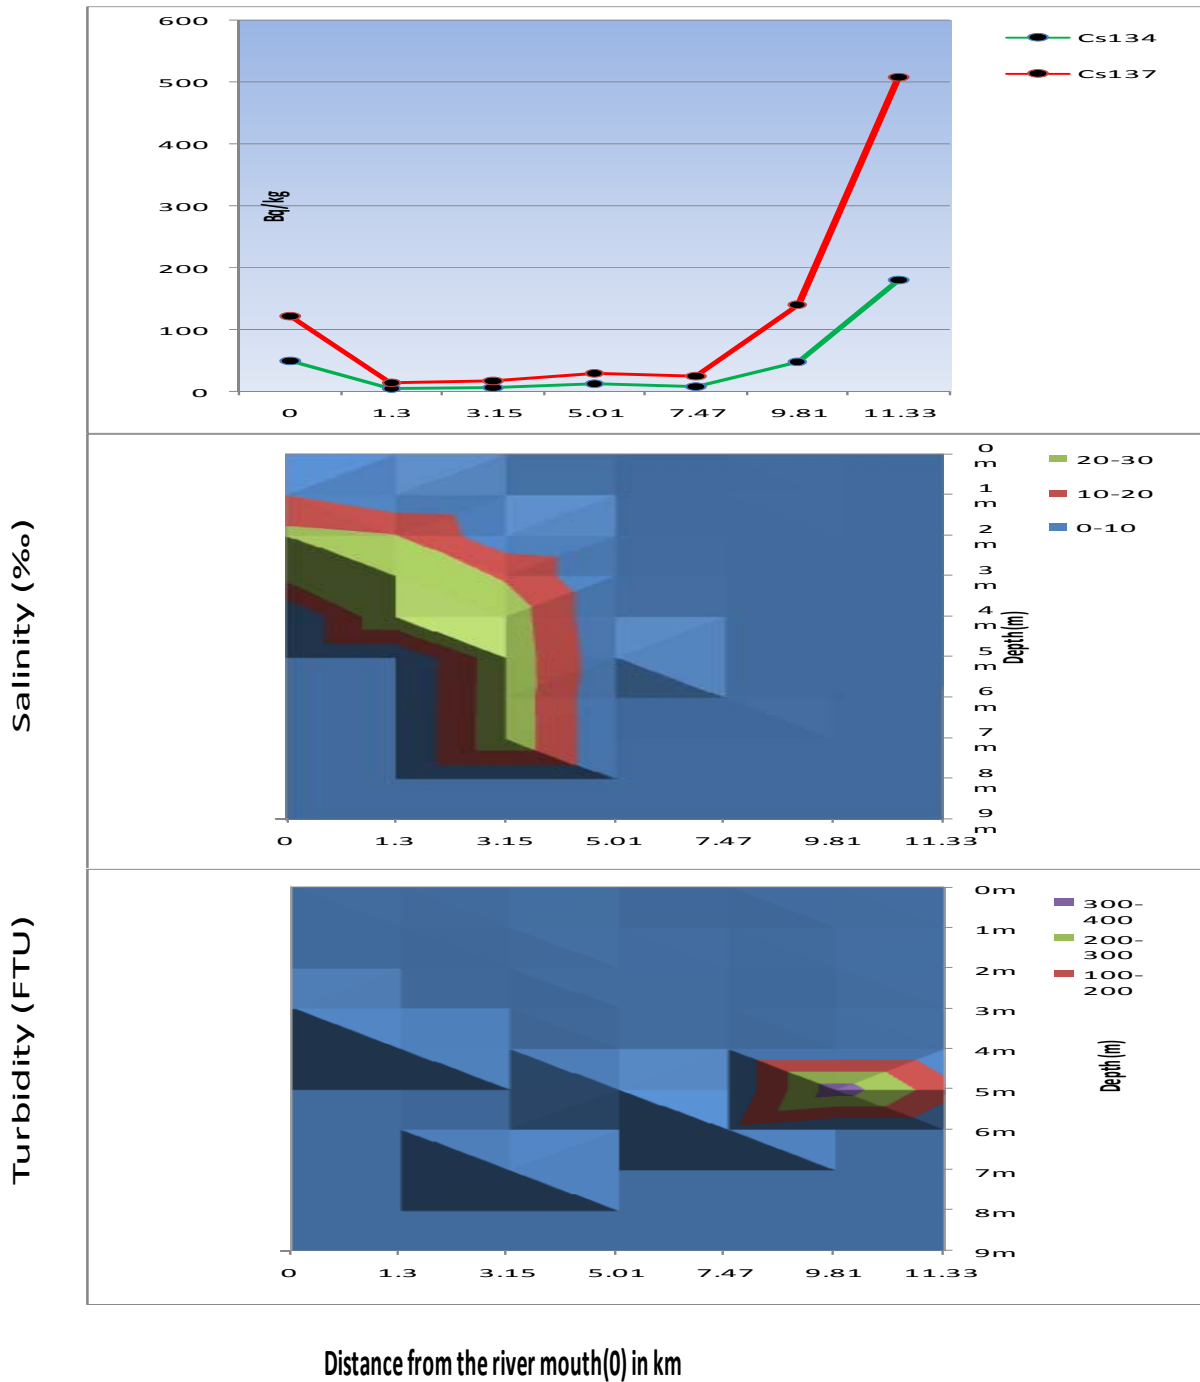 600
500
400
300
200
100
0
Bq/kg
0 1.3 3.15 5.01 7.47 9.81 11.33
Cs134
Cs137
Salinity (‰)
0
m
1
m
2
m
3
m
4
m
5
m
6
m
7
m
8
m
9
m
Depth(m)
0 1.3 3.15 5.01 7.47 9.81 11.33
20-30
10-20
0-10
Turbidity (FTU)
0m
1m
2m
3m
4m
5m
6m
7m
8m
9m
Depth(m)
0 1.3 3.15 5.01 7.47 9.81 11.33
300-
400
200-
300
100-
200
Distance from the river mouth(0) in km